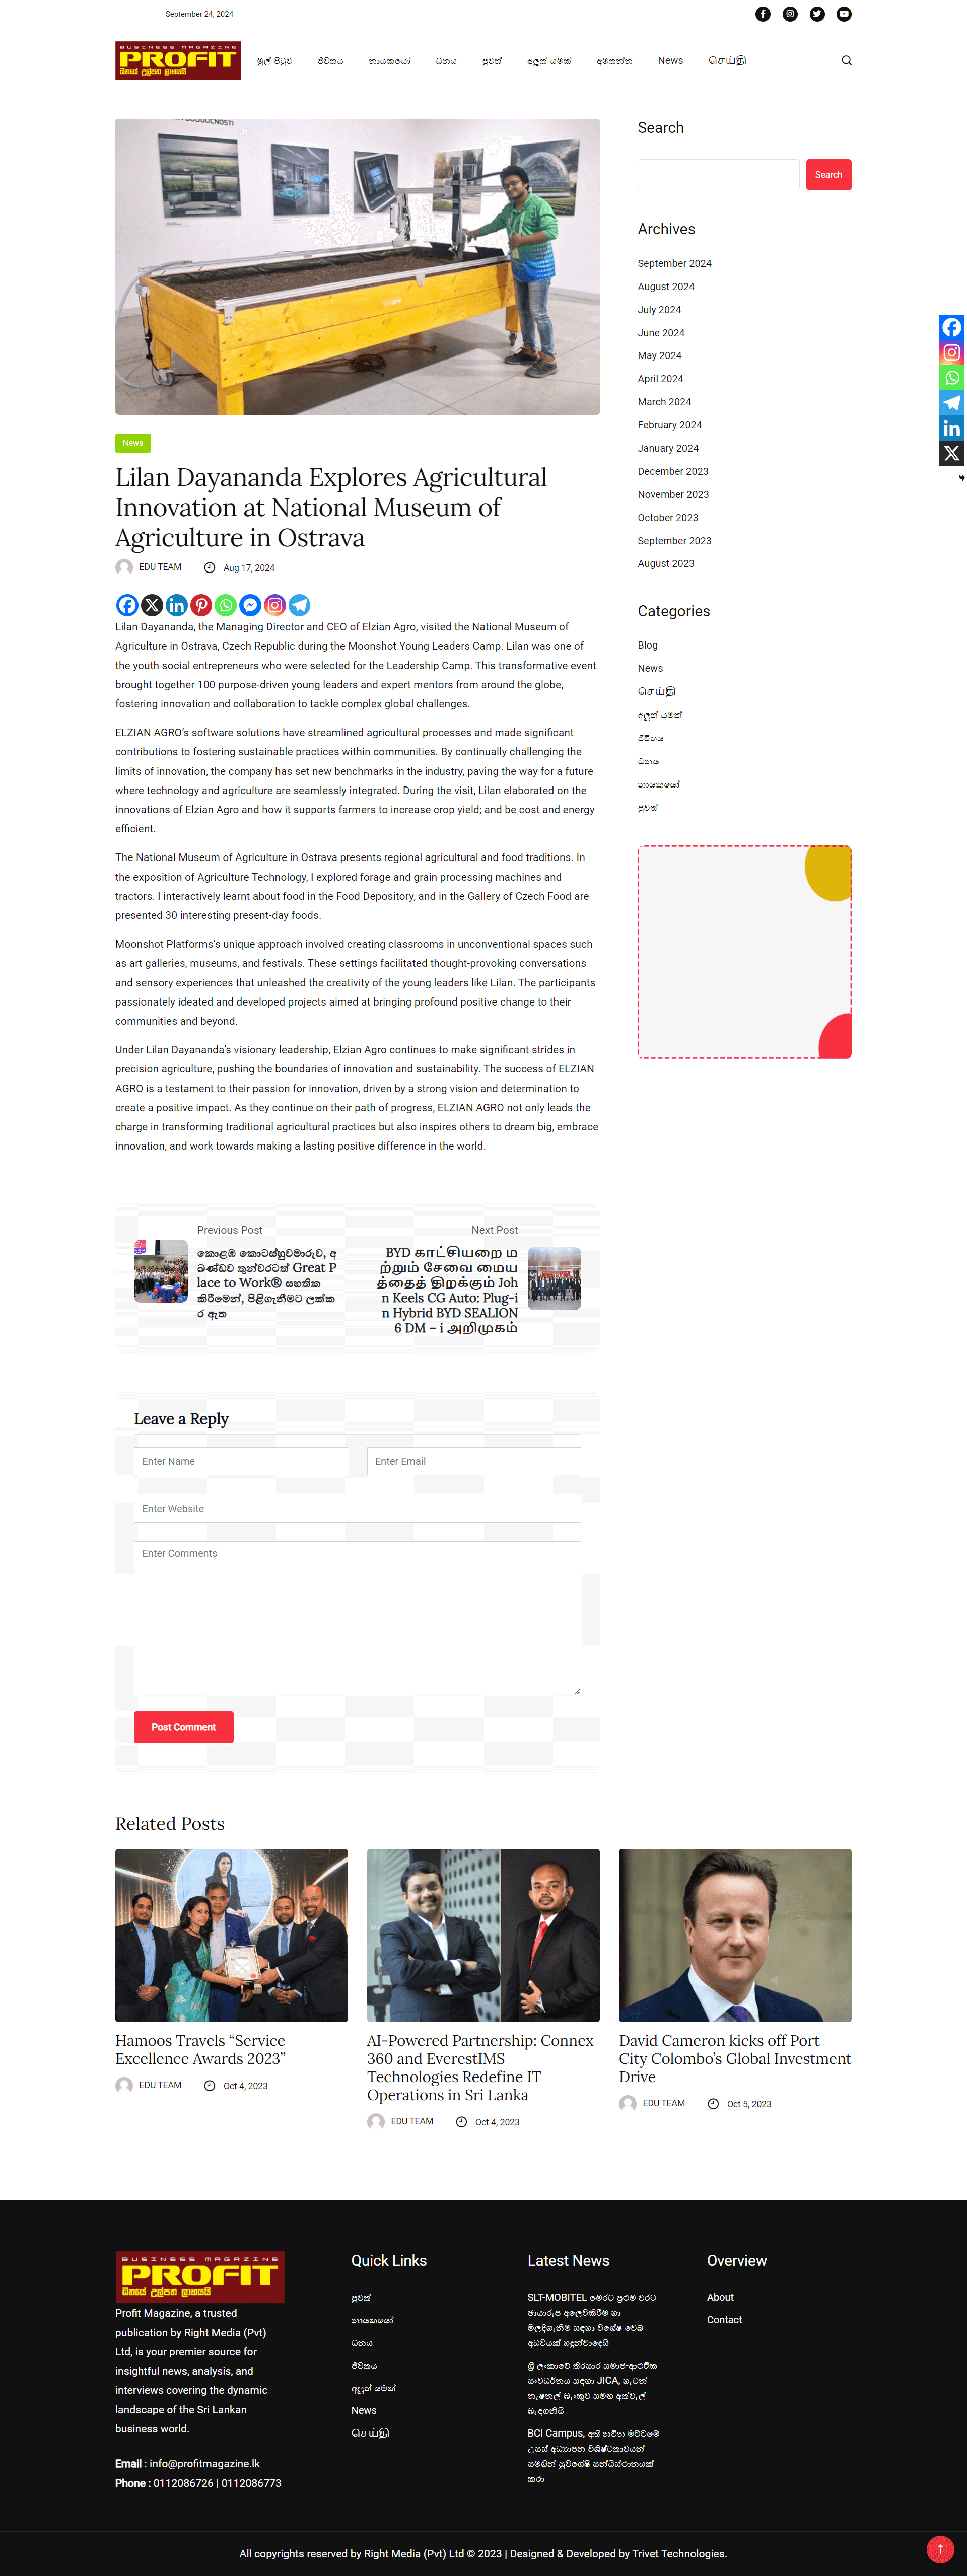 September 24, 2024
BUSINESS MAGAZINE
PROFIT
ධනයේ උල්පත ලාභයයි
මුල් පිටුව
ජීවිතය
නායකයෝ
ධනය
පුවත්
අලුත් යමක්
අමතන්න
News
செய்தி
News
Lilan Dayananda Explores Agricultural
Innovation at National Museum of
Agriculture in Ostrava
EDU TEAM
Aug 17, 2024
Lilan Dayananda, the Managing Director and CEO of Elzian Agro, visited the National Museum of
Agriculture in Ostrava, Czech Republic during the Moonshot Young Leaders Camp. Lilan was one of
the youth social entrepreneurs who were selected for the Leadership Camp. This transformative event
brought together 100 purpose-driven young leaders and expert mentors from around the globe,
fostering innovation and collaboration to tackle complex global challenges.
ELZIAN AGRO’s software solutions have streamlined agricultural processes and made significant
contributions to fostering sustainable practices within communities. By continually challenging the
limits of innovation, the company has set new benchmarks in the industry, paving the way for a future
where technology and agriculture are seamlessly integrated. During the visit, Lilan elaborated on the
innovations of Elzian Agro and how it supports farmers to increase crop yield; and be cost and energy
efficient.
The National Museum of Agriculture in Ostrava presents regional agricultural and food traditions. In
the exposition of Agriculture Technology, I explored forage and grain processing machines and
tractors. I interactively learnt about food in the Food Depository, and in the Gallery of Czech Food are
presented 30 interesting present-day foods.
Moonshot Platforms’s unique approach involved creating classrooms in unconventional spaces such
as art galleries, museums, and festivals. These settings facilitated thought-provoking conversations
and sensory experiences that unleashed the creativity of the young leaders like Lilan. The participants
passionately ideated and developed projects aimed at bringing profound positive change to their
communities and beyond.
Under Lilan Dayananda’s visionary leadership, Elzian Agro continues to make significant strides in
precision agriculture, pushing the boundaries of innovation and sustainability. The success of ELZIAN
AGRO is a testament to their passion for innovation, driven by a strong vision and determination to
create a positive impact. As they continue on their path of progress, ELZIAN AGRO not only leads the
charge in transforming traditional agricultural practices but also inspires others to dream big, embrace
innovation, and work towards making a lasting positive difference in the world.
Previous Post
කොළඹ කොටස්හුවමාරුව, අ
ඛණ්ඩව තුන්වරටත් Great P
lace to Work® සහතික
කිරීමෙන්, පිළිගැනීමට ලක්ක
ර ඇත
Next Post
BYD காட்சியறை ம
ற்றும் சேவை மைய
த்தைத் திறக்கும் Joh
n Keels CG Auto: Plug-i
n Hybrid BYD SEALION
6 DM – i அறிமுகம்
Leave a Reply
Enter Name
Enter Email
Enter Website
Enter Comments
Post Comment
Search
Search
Archives
September 2024
August 2024
July 2024
June 2024
May 2024
April 2024
March 2024
February 2024
January 2024
December 2023
November 2023
October 2023
September 2023
August 2023
Categories
Blog
News
செய்தி
අලුත් යමක්
ජීවිතය
ධනය
නායකයෝ
පුවත්
Related Posts
Hamoos Travels “Service
Excellence Awards 2023”
EDU TEAM
Oct 4, 2023
AI-Powered Partnership: Connex
360 and EverestIMS
Technologies Redefine IT
Operations in Sri Lanka
EDU TEAM
Oct 4, 2023
David Cameron kicks off Port
City Colombo’s Global Investment
Drive
EDU TEAM
Oct 5, 2023
BUSINESS MAGAZINE
PROFIT
ධනයේ උල්පත ලාභයයි
Profit Magazine, a trusted
publication by Right Media (Pvt)
Ltd, is your premier source for
insightful news, analysis, and
interviews covering the dynamic
landscape of the Sri Lankan
business world.
Email : info@profitmagazine.lk
Phone : 0112086726 | 0112086773
Quick Links
පුවත්
නායකයෝ
ධනය
ජීවිතය
අලුත් යමක්
News
செய்தி
Latest News
SLT-MOBITEL මෙරට ප්‍රථම වරට
ඡායාරූප අලෙවිකිරීම හා
මිලදීගැනීම සඳහා විශේෂ වෙබ්
අඩවියක් හඳුන්වාදෙයි
ශ්‍රී ලංකාවේ තිරසාර සමාජ-ආර්ථික
සංවර්ධනය සඳහා JICA, හැටන්
නැෂනල් බැංකුව සමඟ අත්වැල්
බැඳගනියි
BCI Campus, අති නවීන මට්ටමේ
උසස් අධ්‍යාපන විශිෂ්ටතාවයන්
සමගින් සුවිශේෂී සන්ධිස්ථානයක්
කරා
Overview
About
Contact
All copyrights reserved by Right Media (Pvt) Ltd © 2023 | Designed & Developed by Trivet Technologies.